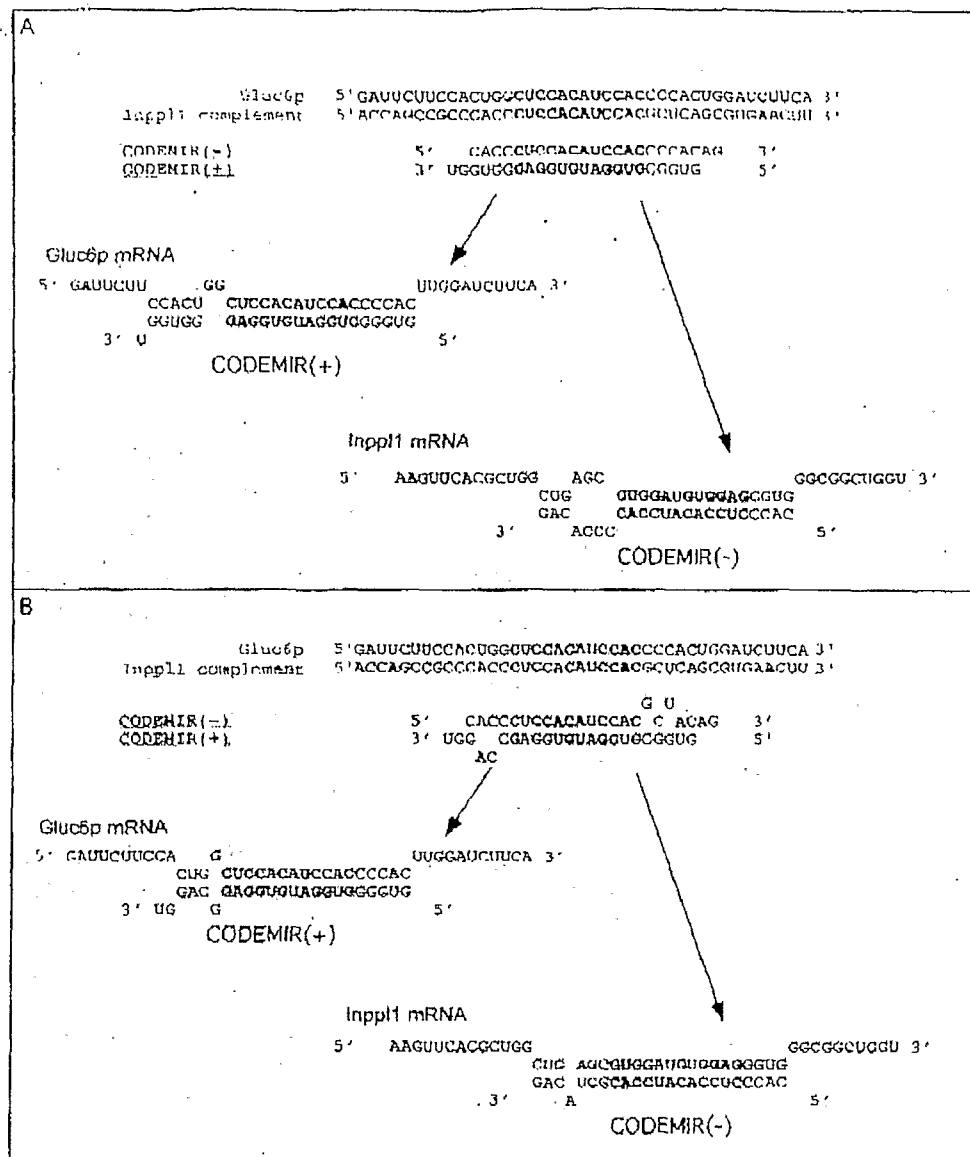 A
Gluc6p 5'GAUUCUUCCACUGGCUCCACAUCCACCCCACUGGAUCUUCA 3'
Inppl1 complement 5'ACCAGCCGCCCACCCUCCACAUCCACGCUCAGCGUGAACUU 3'
CODEMIR(-) 5' CACCCUCCACAUCCACCCCACAG 3'
CODEMIR(+) 3' UGGUGGGAGGUGUAGGUGCGGUG 5'
Gluc6p mRNA
5' GAUUCUU GG UUGGAUCUUCA 3'
CCACU CUCCACAUCCACCCCAC
GGUGG GAGGUGUAGGUGGGGUG
3' U 5'
CODEMIR(+)
Inppl1 mRNA
5' AAGUUCACGCUGG AGC GGCGGCUGGU 3'
CUG GUGGAUGUGGAGCGUG
GAC CACCUACACCUCCCAC
3' ACCC 5'
CODEMIR(-)
B
Gluc6p 5'GAUUCUUCCACUGGCUCCACAUCCACCCCACUGGAUCUUCA 3'
Inppl1 complement 5'ACCAGCCGCCCACCCUCCACAUCCACGCUCAGCGUGAACUU 3'
G U
CODEMIR(-) 5' CACCCUCCACAUCCAC C ACAG 3'
CODEMIR(+) 3' UGG CGAGGUGUAGGUGCGGUG 5'
AC
Gluc6p mRNA
5' GAUUCUUCCA G UUGGAUCUUCA 3'
CUG CUCCACAUCCACCCCAC
GAC GAGGUGUAGGUGGGGUG
3' UG G 5'
CODEMIR(+)
Inppl1 mRNA
5' AAGUUCACGCUGG GGCGGCUGGU 3'
CUG AGCGUGGAUGUGGAGGGUG
GAC UCGCACCUACACCUCCCAC
3' A 5'
CODEMIR(-)